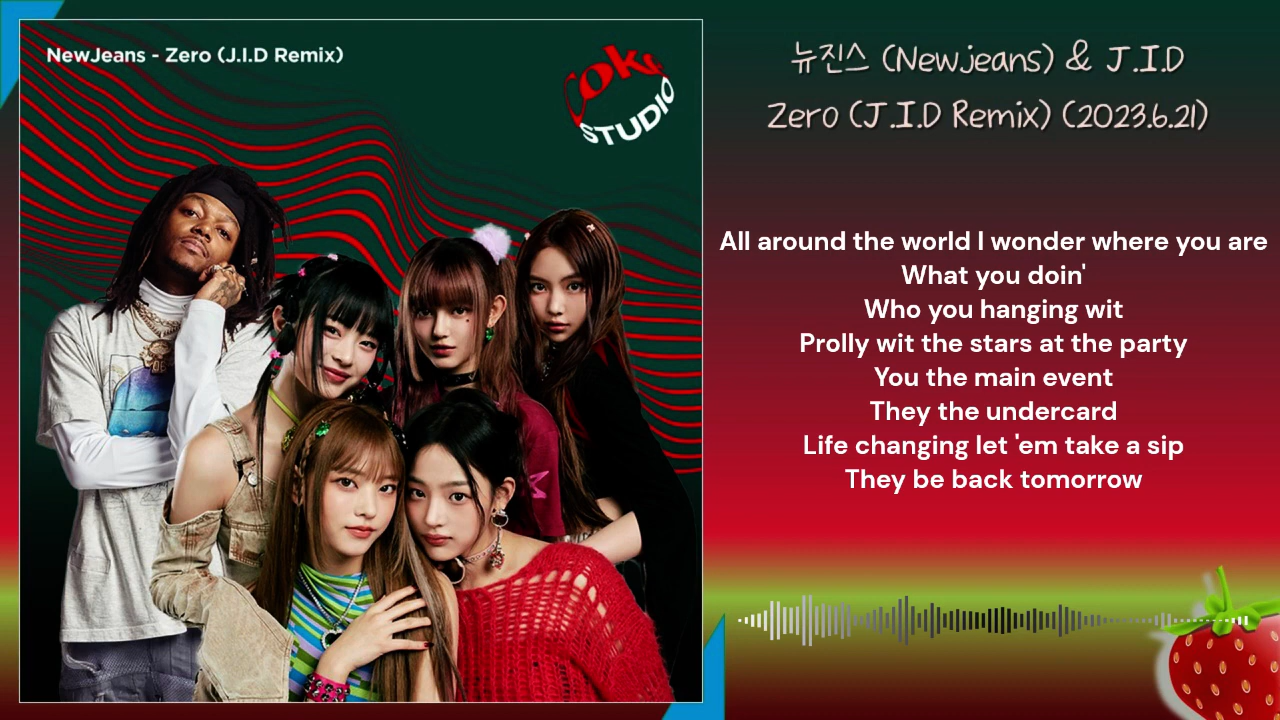 NewJeans - Zero (J.I.D Remix)
Coke
STUDIO
뉴진스 (Newjeans) & J.I.D
Zero (J.I.D Remix) (2023.6.21)
All around the world I wonder where you are
What you doin'
Who you hanging wit
Prolly wit the stars at the party
You the main event
They the undercard
Life changing let 'em take a sip
They be back tomorrow